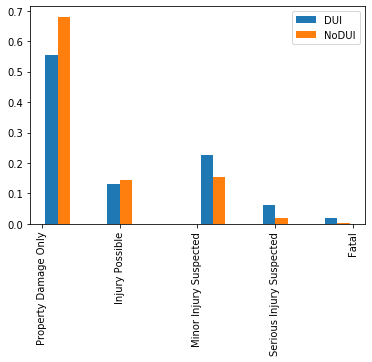 0.7
0.6
0.5
0.4
0.3
0.2
0.1
0.0
DUI
NoDUI
Property Damage Only
Injury Possible
Minor Injury Suspected
Serious Injury Suspected
Fatal